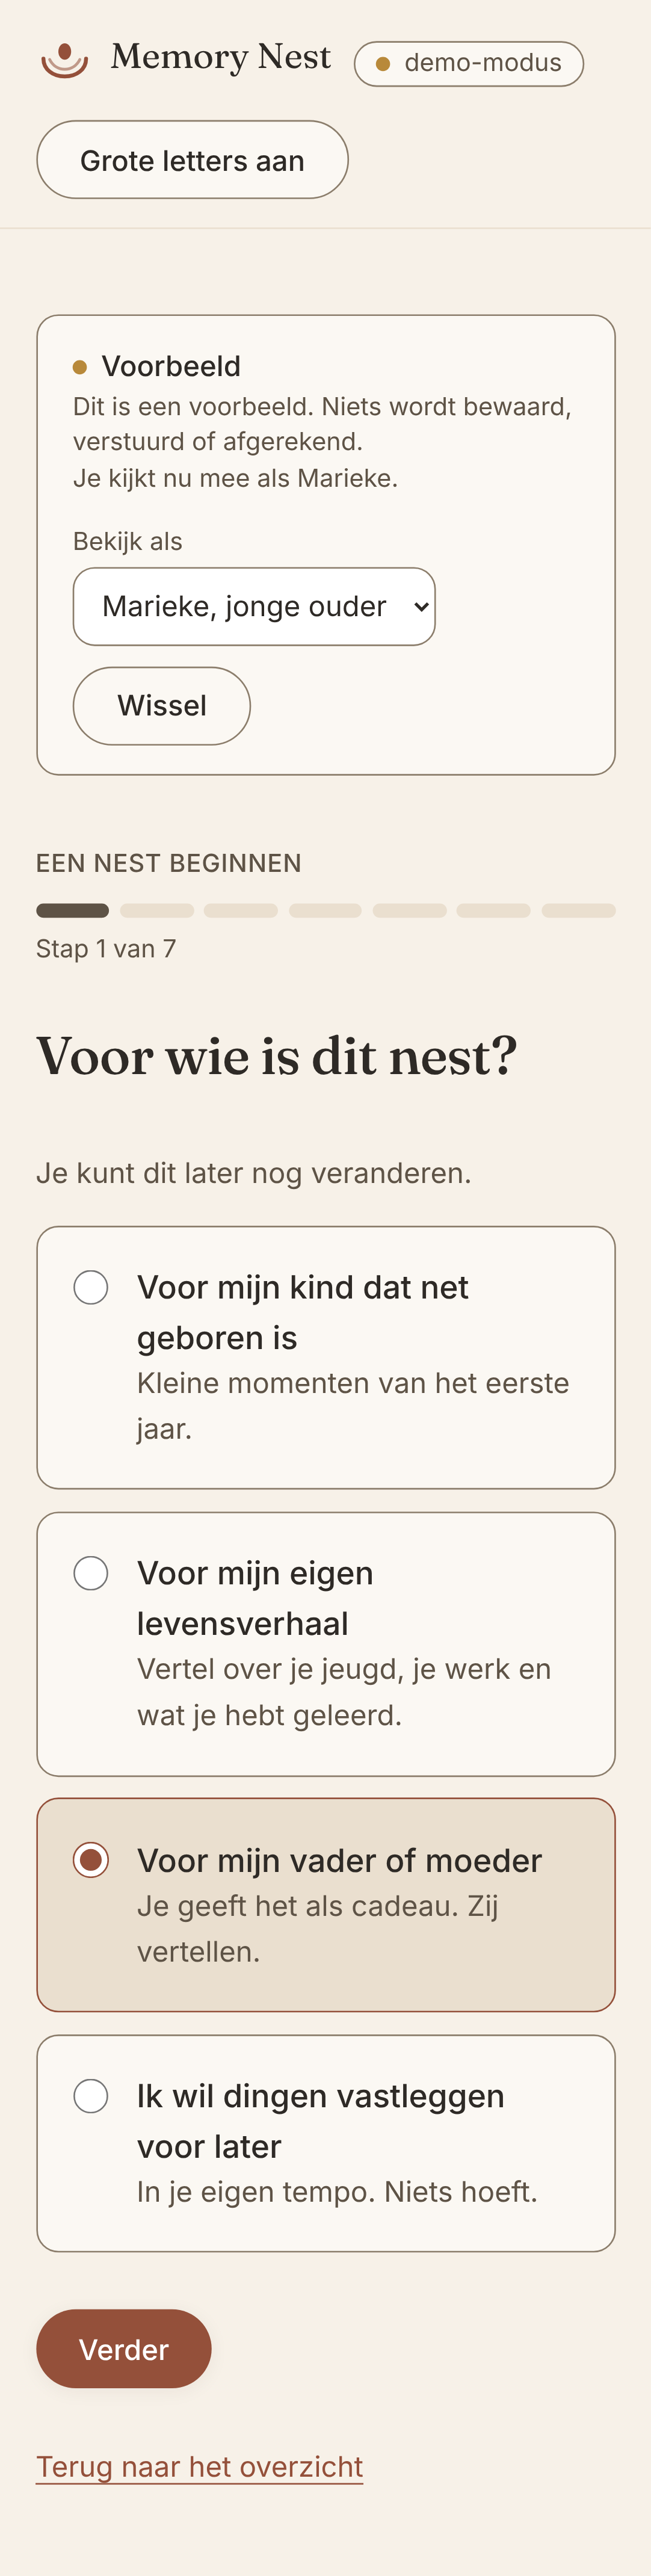 Memory Nest
demo-modus
Grote letters aan
Voorbeeld
Dit is een voorbeeld. Niets wordt bewaard,
verstuurd of afgerekend.
Je kijkt nu mee als Marieke.
Bekijk als
Marieke, jonge ouder
Wissel
EEN NEST BEGINNEN
Stap 1 van 7
Voor wie is dit nest?
Je kunt dit later nog veranderen.
Voor mijn kind dat net
geboren is
Kleine momenten van het eerste
jaar.
Voor mijn eigen
levensverhaal
Vertel over je jeugd, je werk en
wat je hebt geleerd.
Voor mijn vader of moeder
Je geeft het als cadeau. Zij
vertellen.
Ik wil dingen vastleggen
voor later
In je eigen tempo. Niets hoeft.
Verder
Terug naar het overzicht